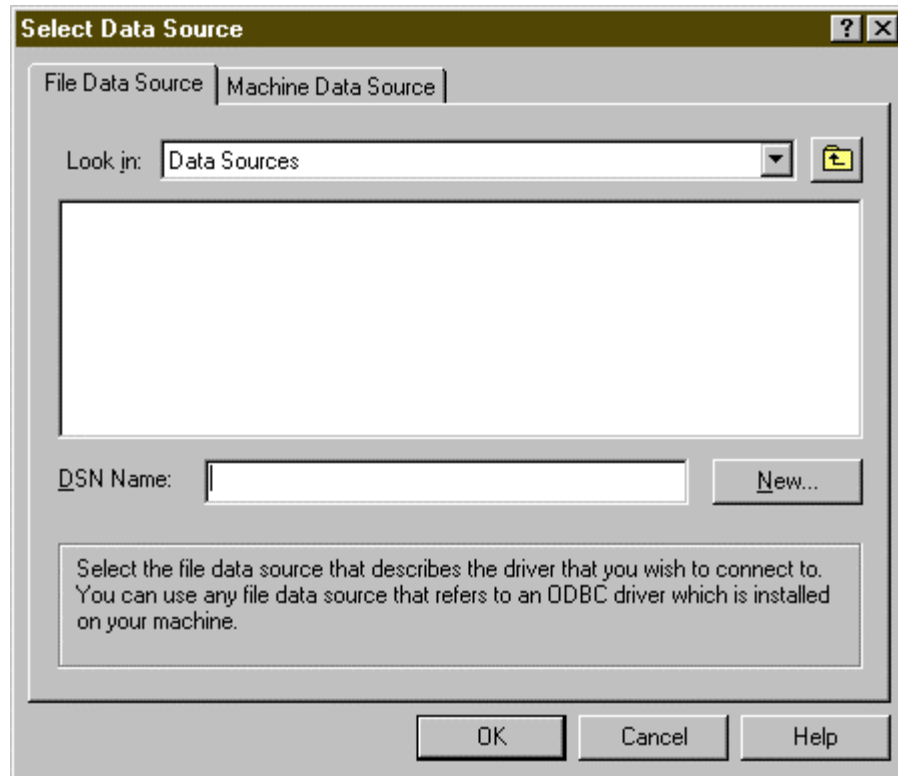 Select Data Source
File Data Source
Machine Data Source
Look in:
Data Sources
DSN Name:
New...
Select the file data source that describes the driver that you wish to connect to.
You can use any file data source that refers to an ODBC driver which is installed
on your machine.
OK
Cancel
Help